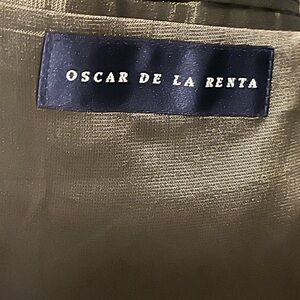 OSCAR DE LA RENTA